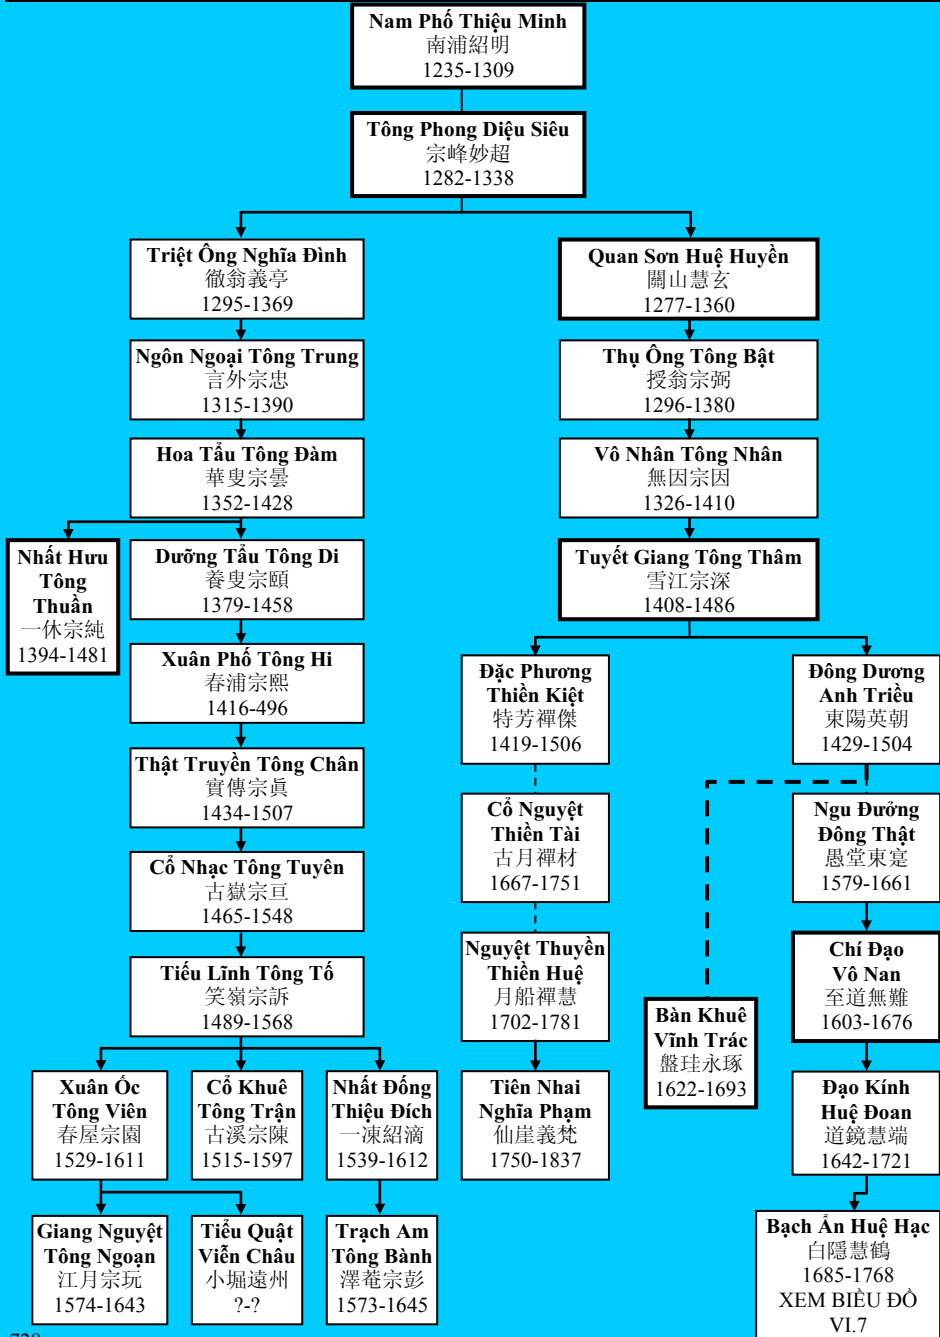 Nam Phố Thiệu Minh
南浦紹明
1235-1309
Tông Phong Diệu Siêu
宗峰妙超
1282-1338
Triệt Ông Nghĩa Đình
徹翁義亭
1295-1369
Quan Sơn Huệ Huyền
關山慧玄
1277-1360
Ngôn Ngoại Tông Trung
言外宗忠
1315-1390
Thụ Ông Tông Bật
授翁宗弼
1296-1380
Hoa Tẩu Tông Đàm
華叟宗曇
1352-1428
Vô Nhân Tông Nhân
無因宗因
1326-1410
Nhất Hưu
Tông
Thuần
一休宗純
1394-1481
Dưỡng Tẩu Tông Di
養叟宗頤
1379-1458
Tuyết Giang Tông Thâm
雪江宗深
1408-1486
Xuân Phố Tông Hi
春浦宗熙
1416-496
Đặc Phương
Thiền Kiệt
特芳禪傑
1419-1506
Đông Dương
Anh Triều
東陽英朝
1429-1504
Thật Truyền Tông Chân
實傳宗眞
1434-1507
Cổ Nguyệt
Thiền Tài
古月禪材
1667-1751
Ngu Đưởng
Đông Thật
愚堂東寔
1579-1661
Cổ Nhạc Tông Tuyên
古嶽宗亘
1465-1548
Tiếu Lĩnh Tông Tố
笑嶺宗訴
1489-1568
Nguyệt Thuyền
Thiền Huệ
月船禪慧
1702-1781
Bàn Khuê
Vĩnh Trác
盤珪永琢
1622-1693
Chí Đạo
Vô Nan
至道無難
1603-1676
Xuân Ốc
Tông Viên
春屋宗園
1529-1611
Cổ Khuê
Tông Trận
古溪宗陳
1515-1597
Nhất Đống
Thiệu Đích
一凍紹滴
1539-1612
Tiên Nhai
Nghĩa Phạm
仙崖義梵
1750-1837
Đạo Kính
Huệ Đoan
道鏡慧端
1642-1721
Giang Nguyệt
Tông Ngoạn
江月宗玩
1574-1643
Tiểu Quật
Viễn Châu
小堀遠州
?-?
Trạch Am
Tông Bành
澤菴宗彭
1573-1645
Bạch Ẩn Huệ Hạc
白隱慧鶴
1685-1768
XEM BIỂU ĐỒ
VI.7